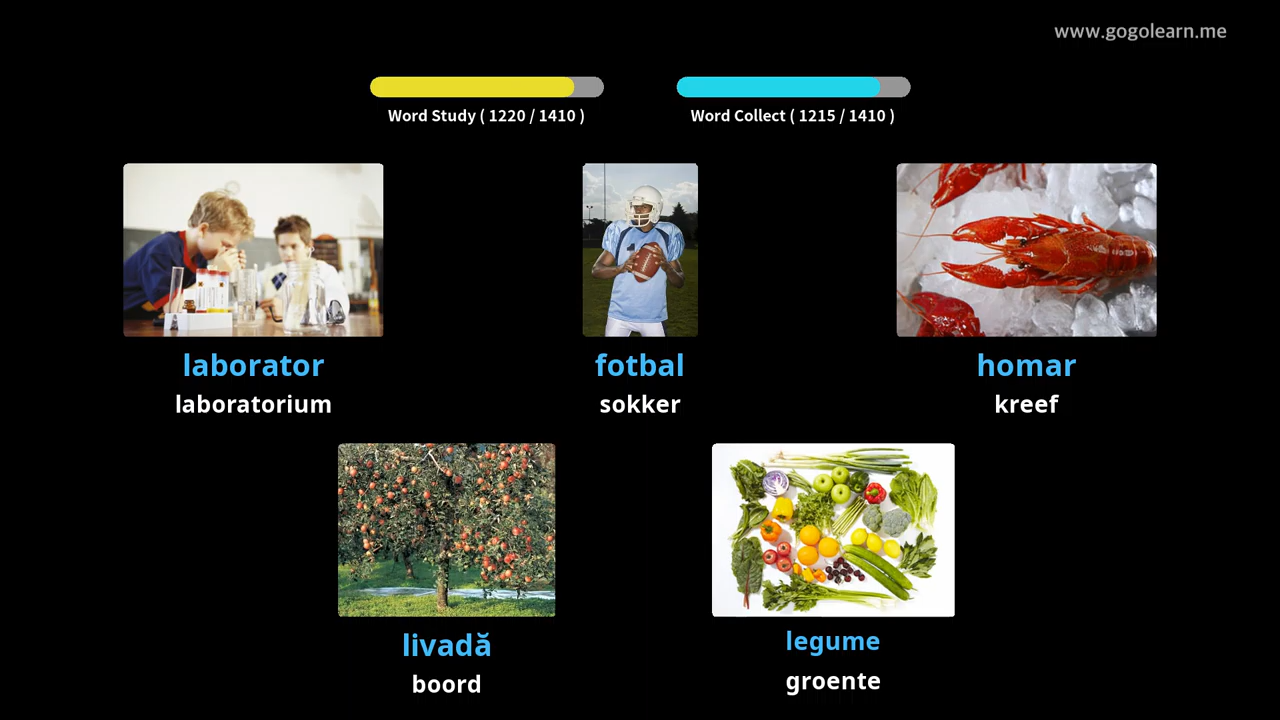 www.gogolearn.me
Word Study ( 1220 / 1410 )
Word Collect ( 1215 / 1410 )
laborator
laboratorium
fotbal
sokker
homar
kreef
livadă
boord
legume
groente